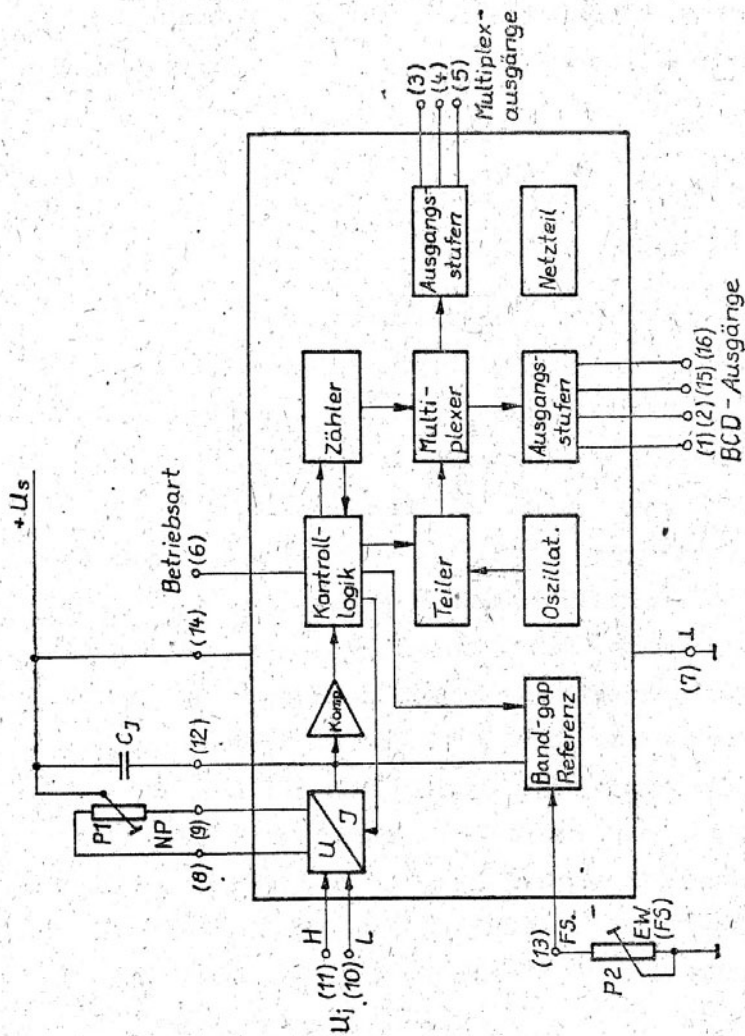 + Us
P1
NP
CJ
(8)
(9)
(12)
(14)
Betriebsart
(6)
Ui
(11)
H
(10)
L
U
J
Komp
Kontroll-
logik
Zähler
Teiler
Multi-
plexer
Ausgangs-
stufen
(3)
(4)
(5)
Multiplex-
ausgänge
Band-gap
Referenz
Oszillat.
Ausgangs-
stufen
Netzteil
(13)
FS.
P2
EW
(FS)
(7)
(1) (2) (15) (16)
BCD-Ausgänge